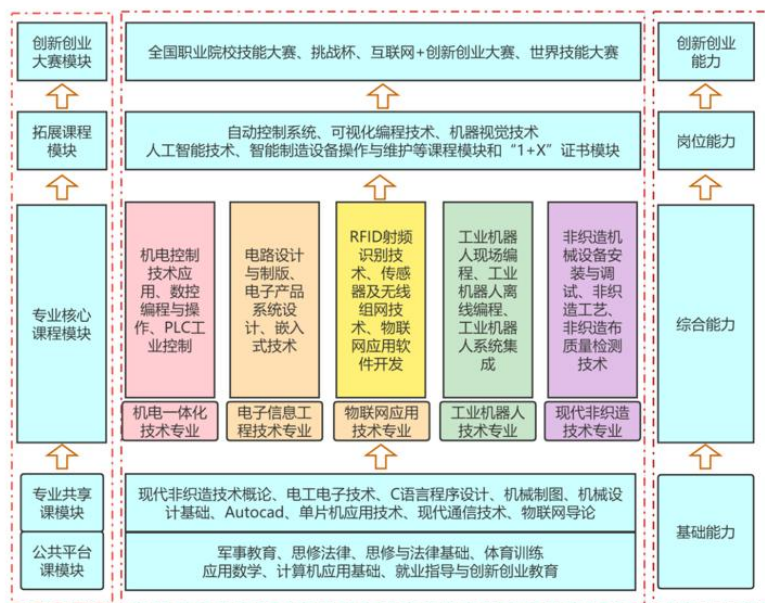 创新创业
大赛模块
全国职业院校技能大赛、挑战杯、互联网+创新创业大赛、世界技能大赛
创新创业
能力
拓展课程
模块
自动控制系统、可视化编程技术、机器视觉技术
人工智能技术、智能制造设备操作与维护等课程模块和“1+X”证书模块
岗位能力
专业核心
课程模块
机电控制
技术应
用、数控
编程与操
作、PLC工
业控制
机电一体化
技术专业
电路设计
与制版、
电子产品
系统设
计、嵌入
式技术
电子信息工
程技术专业
RFID射频
识别技
术、传感
器及无线
组网技
术、物联
网应用软
件开发
物联网应用
技术专业
工业机器
人现场编
程、工业
机器人离
线编程、
工业机器
人系统集
成
工业机器人
技术专业
非织造机
械设备安
装与调
试、非织
造工艺、
非织造布
质量检测
技术
现代非织造
技术专业
综合能力
专业共享
课模块
现代非织造技术概论、电工电子技术、C语言程序设计、机械制图、机械设
计基础、Autocad、单片机应用技术、现代通信技术、物联网导论
公共平台
课模块
军事教育、思修法律、思修与法律基础、体育训练
应用数学、计算机应用基础、就业指导与创新创业教育
基础能力